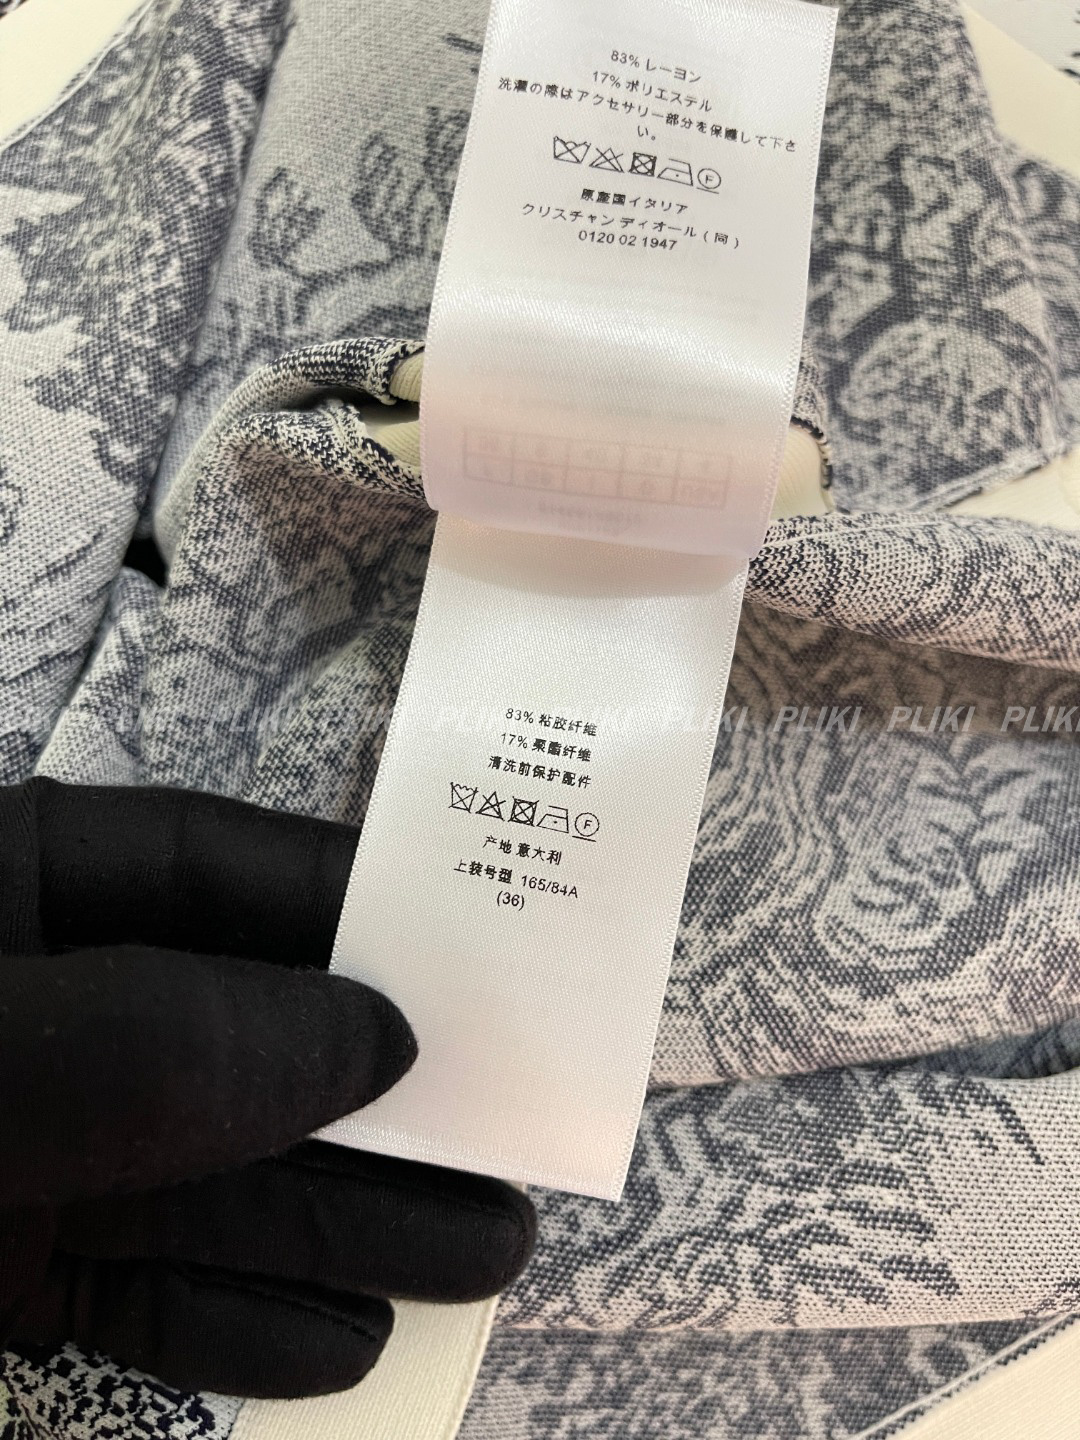 83% レーヨン
17% ポリエステル
洗濯の際はアクセサリー部分を保護して下さ
い。
F
原産国イタリア
クリスチャン ディオール ( 同 )
0120 02 1947
PLIKI PLIKI PLIKI PLIKI PLIKI PLIKI PLIKI PLIKI
83% 粘胶纤维
17% 聚酯纤维
清洗前保护配件
F
产地 意大利
上装号型 165/84A
(36)